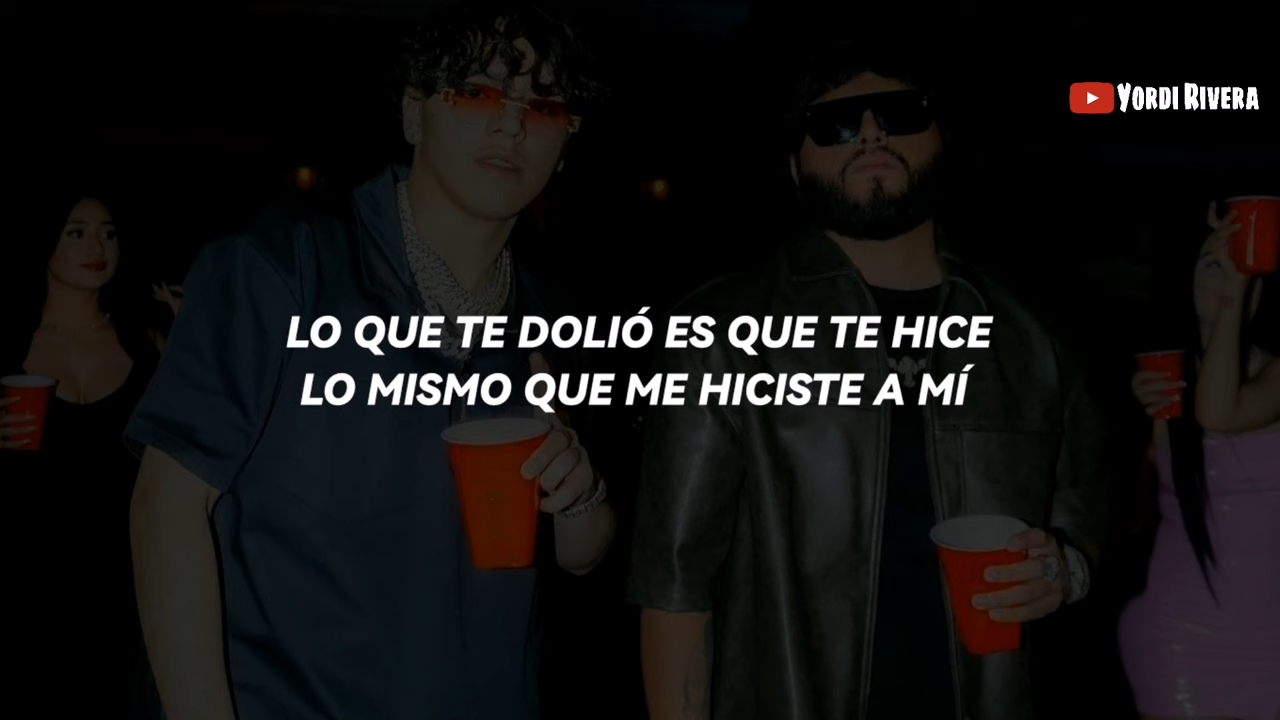 Yordi Rivera
LO QUE TE DOLIÓ ES QUE TE HICE
LO MISMO QUE ME HICISTE A MÍ